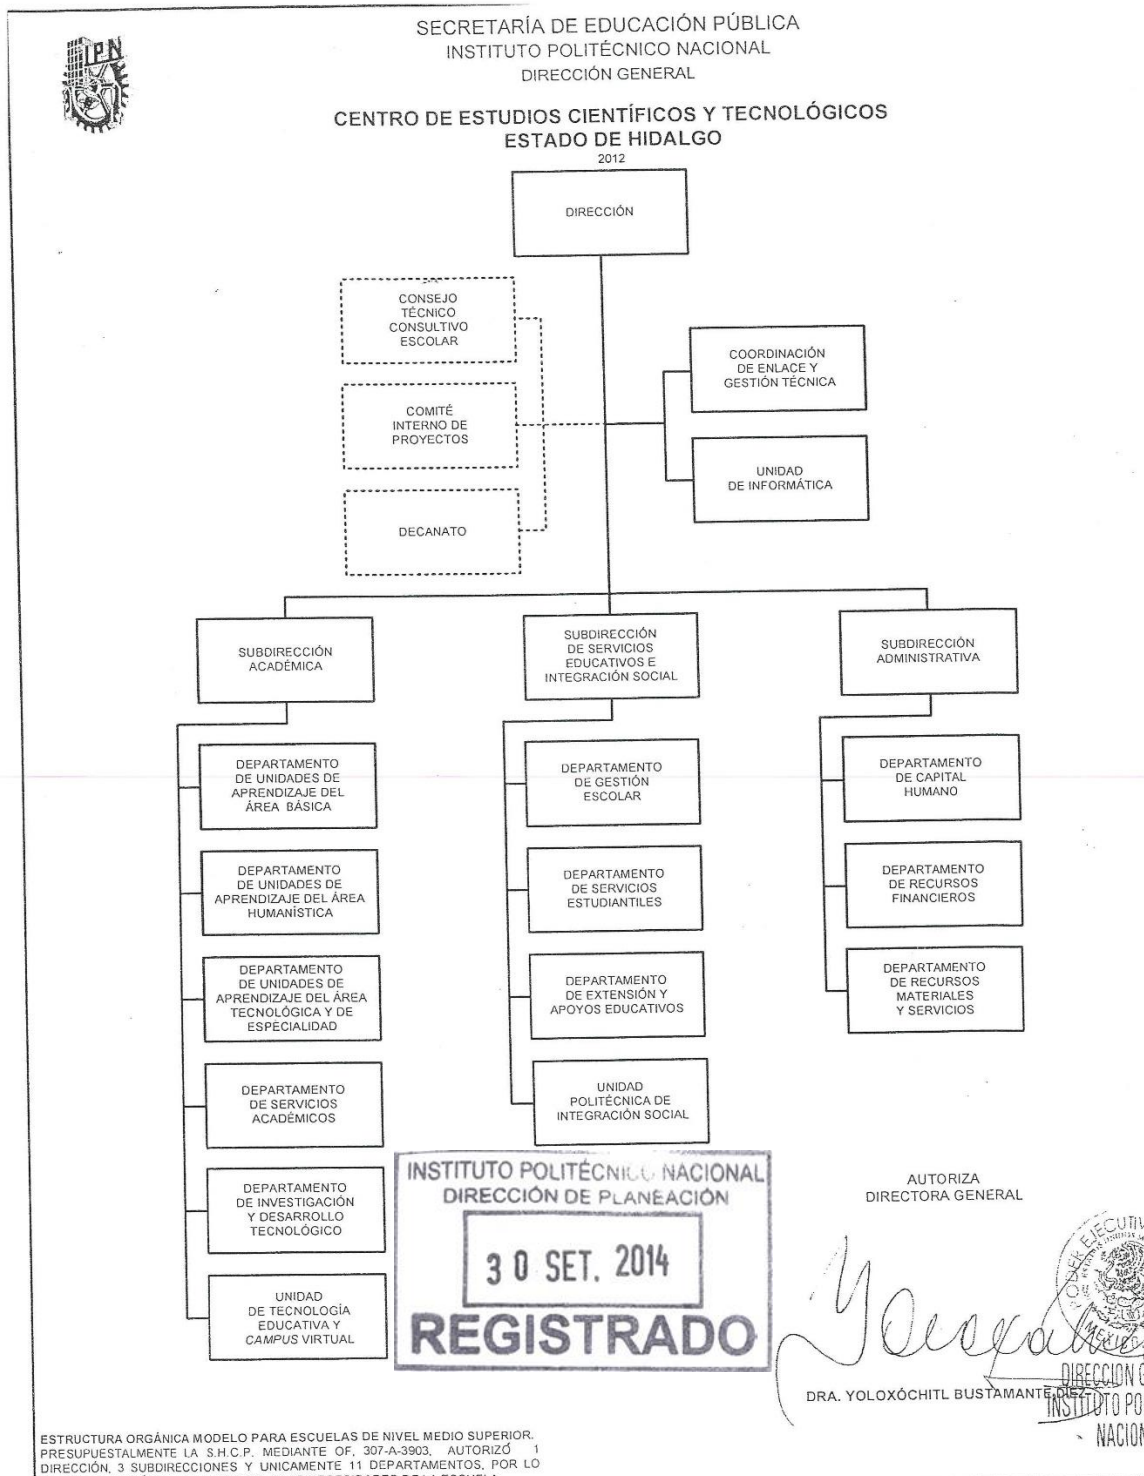 IPN
SECRETARÍA DE EDUCACIÓN PÚBLICA
INSTITUTO POLITÉCNICO NACIONAL
DIRECCIÓN GENERAL
CENTRO DE ESTUDIOS CIENTÍFICOS Y TECNOLÓGICOS
ESTADO DE HIDALGO
2012
DIRECCIÓN
CONSEJO
TÉCNICO
CONSULTIVO
ESCOLAR
COMITÉ
INTERNO DE
PROYECTOS
DECANATO
COORDINACIÓN
DE ENLACE Y
GESTIÓN TÉCNICA
UNIDAD
DE INFORMÁTICA
SUBDIRECCIÓN
ACADÉMICA
DEPARTAMENTO
DE UNIDADES DE
APRENDIZAJE DEL
ÁREA BÁSICA
DEPARTAMENTO
DE UNIDADES DE
APRENDIZAJE DEL ÁREA
HUMANÍSTICA
DEPARTAMENTO
DE UNIDADES DE
APRENDIZAJE DEL ÁREA
TECNOLÓGICA Y DE
ESPECIALIDAD
DEPARTAMENTO
DE SERVICIOS
ACADÉMICOS
DEPARTAMENTO
DE INVESTIGACIÓN
Y DESARROLLO
TECNOLÓGICO
UNIDAD
DE TECNOLOGÍA
EDUCATIVA Y
CAMPUS VIRTUAL
SUBDIRECCIÓN
DE SERVICIOS
EDUCATIVOS E
INTEGRACIÓN SOCIAL
DEPARTAMENTO
DE GESTIÓN
ESCOLAR
DEPARTAMENTO
DE SERVICIOS
ESTUDIANTILES
DEPARTAMENTO
DE EXTENSIÓN Y
APOYOS EDUCATIVOS
UNIDAD
POLITÉCNICA DE
INTEGRACIÓN SOCIAL
SUBDIRECCIÓN
ADMINISTRATIVA
DEPARTAMENTO
DE CAPITAL
HUMANO
DEPARTAMENTO
DE RECURSOS
FINANCIEROS
DEPARTAMENTO
DE RECURSOS
MATERIALES
Y SERVICIOS
INSTITUTO POLITÉCNICO NACIONAL
DIRECCIÓN DE PLANEACIÓN
30 SET. 2014
REGISTRADO
AUTORIZA
DIRECTORA GENERAL
PODER EJECUTIV
MEXICO
DRA. YOLOXÓCHITL BUSTAMANTE DIEZ
DIRECCION G
INSTITUTO PO
NACION
ESTRUCTURA ORGÁNICA MODELO PARA ESCUELAS DE NIVEL MEDIO SUPERIOR.
PRESUPUESTALMENTE LA S.H.C.P. MEDIANTE OF. 307-A-3903, AUTORIZÓ 1
DIRECCIÓN, 3 SUBDIRECCIONES Y UNICAMENTE 11 DEPARTAMENTOS, POR LO